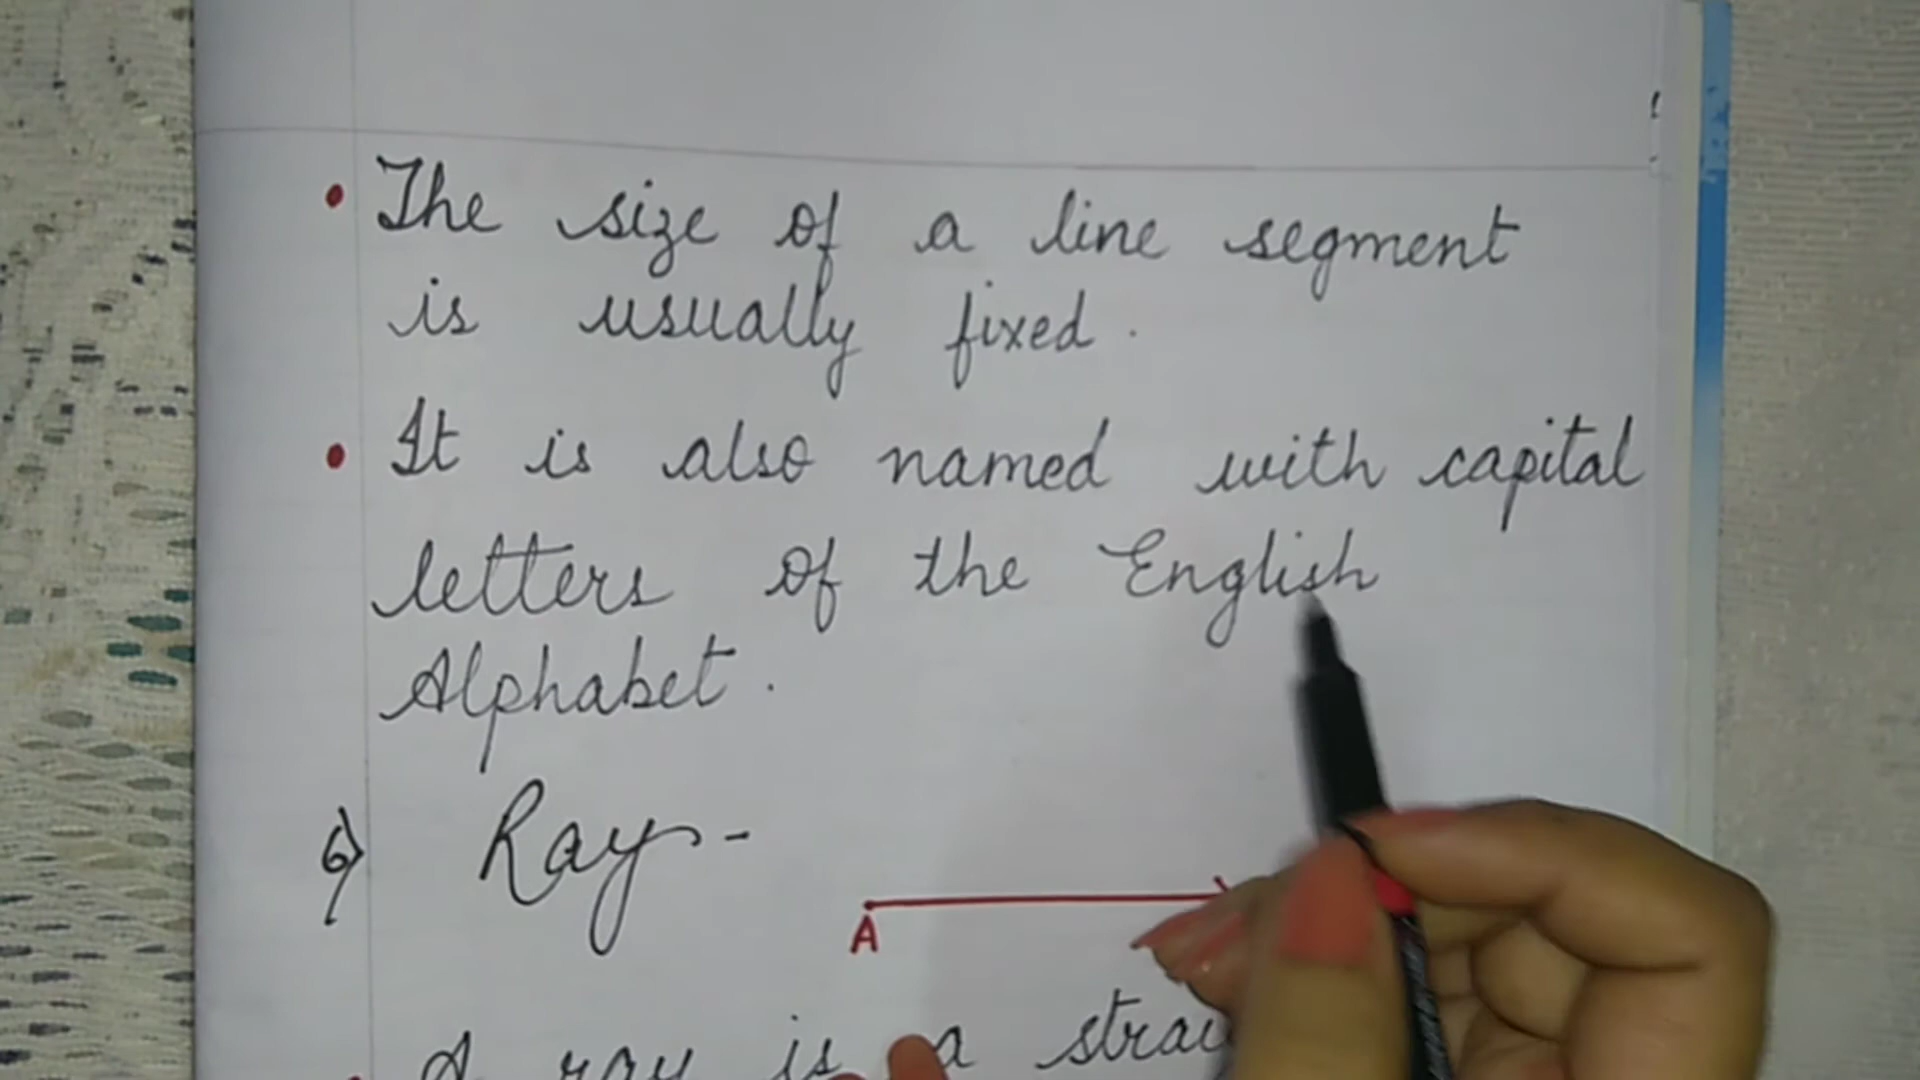 The size of a line segment
is usually fixed.
It is also named with capital
letters of the English
Alphabet.
6) Ray -
A
A ray is a